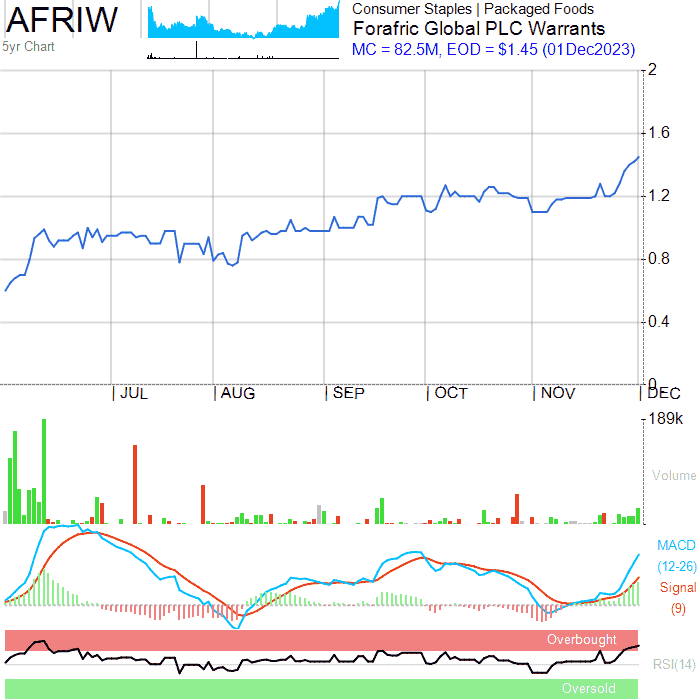 AFRIW
5yr Chart
Consumer Staples | Packaged Foods
Forafric Global PLC Warrants
MC = 82.5M, EOD = $1.45 (01Dec2023)
2
1.6
1.2
0.8
0.4
0
| JUL
| AUG
| SEP
| OCT
| NOV
| DEC
189k
Volume
MACD
(12-26)
Signal
(9)
Overbought
RSI(14)
Oversold